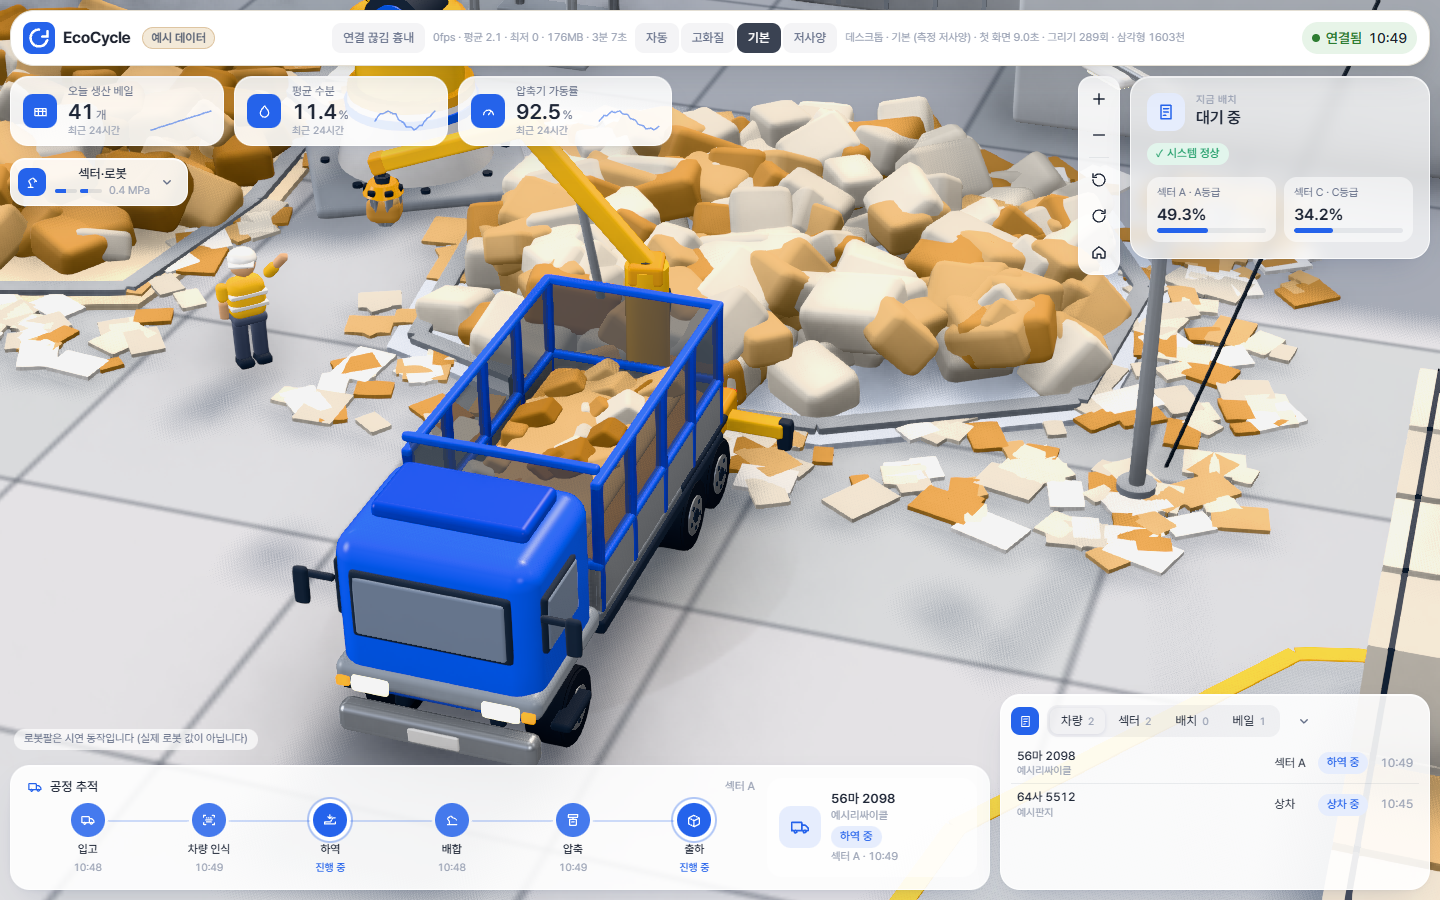 EcoCycle
예시 데이터
연결 끊김 흉내
0fps · 평균 2.1 · 최저 0 · 176MB · 3분 7초
자동
고화질
기본
저사양
데스크톱 · 기본 (측정 저사양) · 첫 화면 9.0초 · 그리기 289회 · 삼각형 1603천
연결됨 10:49
오늘 생산 베일
41 개
최근 24시간
평균 수분
11.4 %
최근 24시간
압축기 가동률
92.5 %
최근 24시간
섹터·로봇
0.4 MPa
지금 배치
대기 중
✓ 시스템 정상
섹터 A · A등급
49.3%
섹터 C · C등급
34.2%
로봇팔은 시연 동작입니다 (실제 로봇 값이 아닙니다)
공정 추적
섹터 A
입고
10:48
차량 인식
10:49
하역
진행 중
배합
10:48
압축
10:49
출하
진행 중
56마 2098
예시리싸이클
하역 중
섹터 A · 10:49
차량 2
섹터 2
배치 0
베일 1
56마 2098
예시리싸이클
섹터 A
하역 중
10:49
64사 5512
예시판지
상차
상차 중
10:45